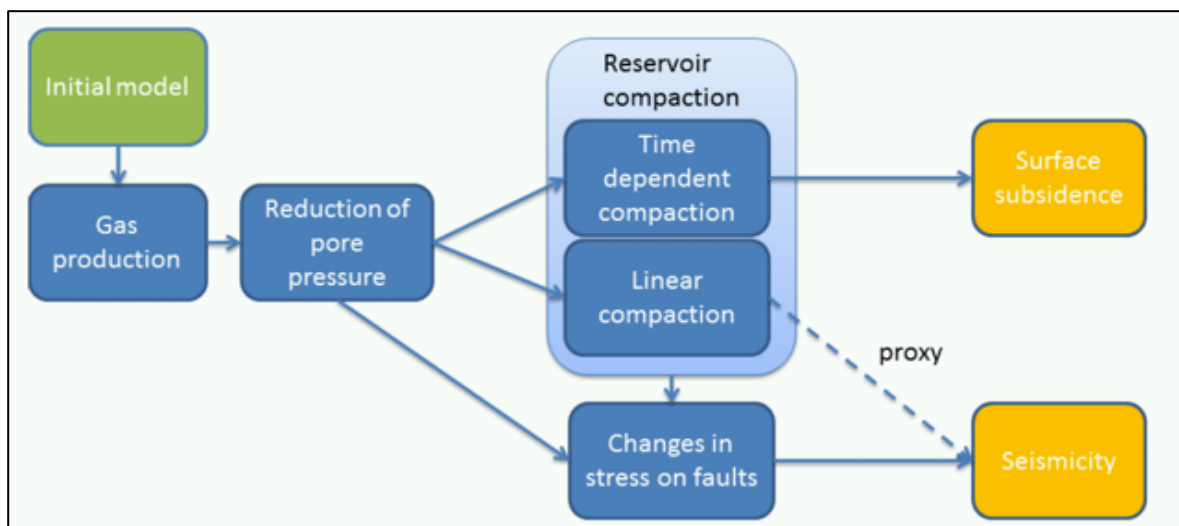 Initial model
Gas
production
Reduction of
pore
pressure
Reservoir
compaction
Time
dependent
compaction
Linear
compaction
Surface
subsidence
proxy
Changes in
stress on faults
Seismicity